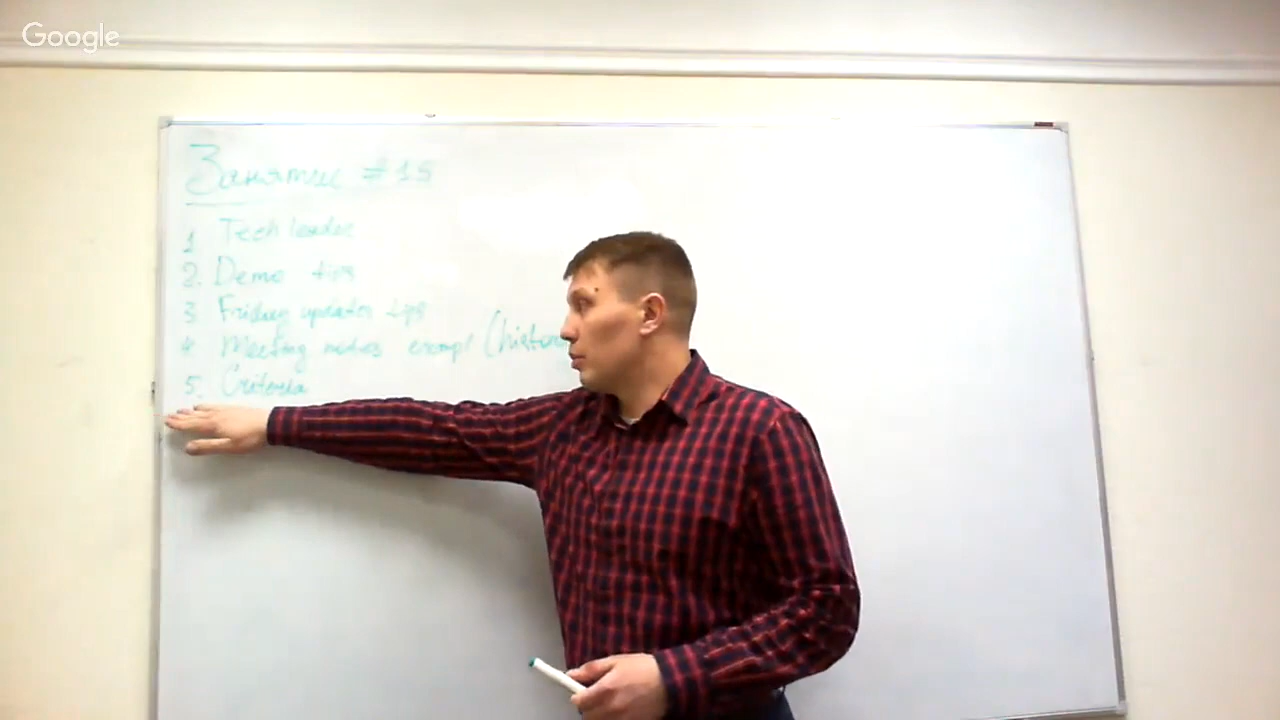 Google
Занятие #15
1 Tech leader
2. Demo tips
3 Friday updates tips
4 Meeting notes exampl (histor
5. Criteria